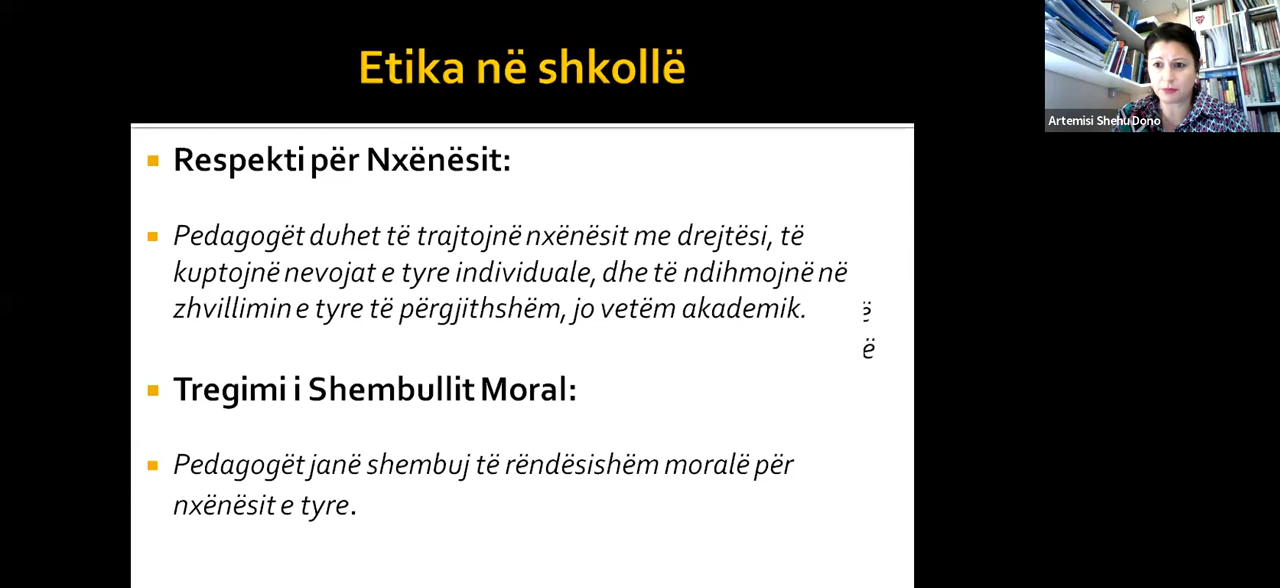 Etika në shkollë
Artemisi Shehu Dono
Respekti për Nxënësit:
Pedagogët duhet të trajtojnë nxënësit me drejtësi, të
kuptojnë nevojat e tyre individuale, dhe të ndihmojnë në
zhvillimin e tyre të përgjithshëm, jo vetëm akademik.
ë
ë
Tregimi i Shembullit Moral:
Pedagogët janë shembuj të rëndësishëm moralë për
nxënësit e tyre.